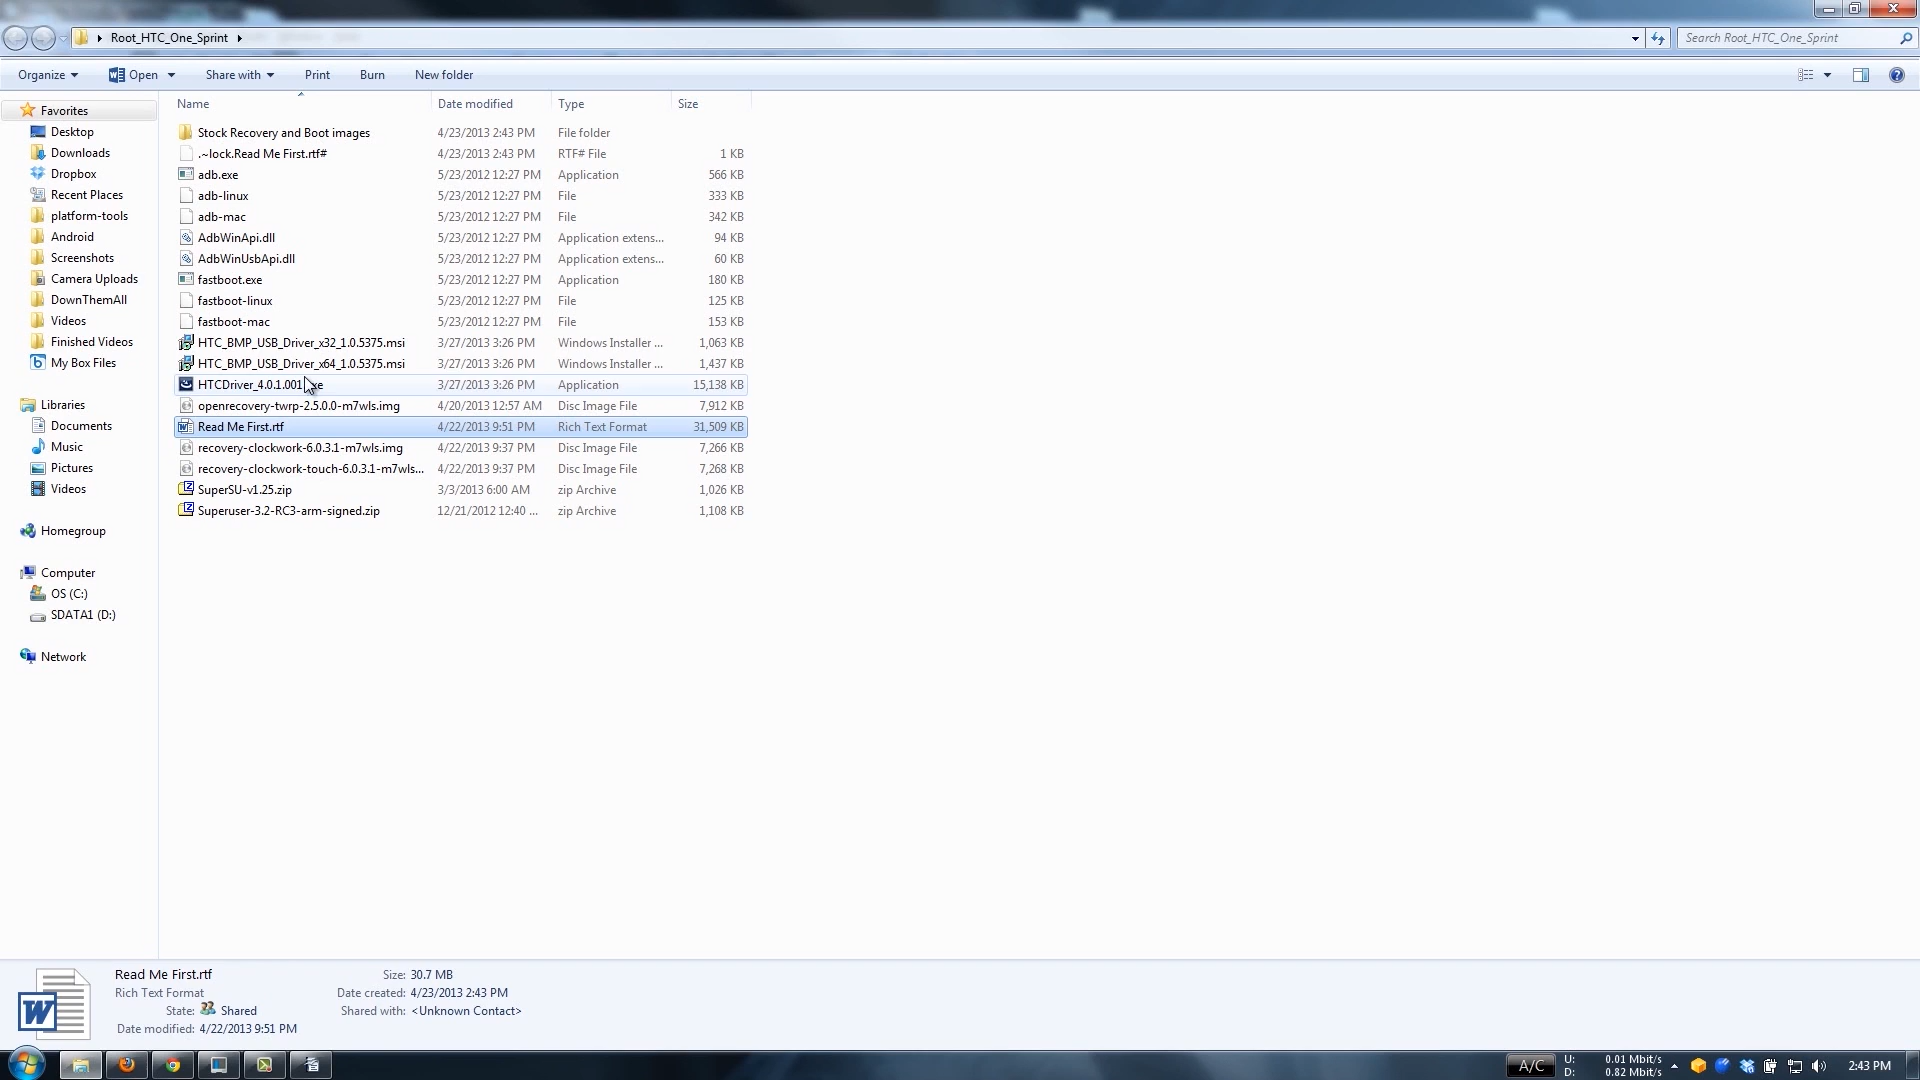 Root_HTC_One_Sprint
Search Root_HTC_One_Sprint
Organize Open Share with Print Burn New folder
Name Date modified Type Size
Favorites
Desktop
Downloads
Dropbox
Recent Places
platform-tools
Android
Screenshots
Camera Uploads
DownThemAll
Videos
Finished Videos
My Box Files
Libraries
Documents
Music
Pictures
Videos
Homegroup
Computer
OS (C:)
SDATA1 (D:)
Network
Stock Recovery and Boot images 4/23/2013 2:43 PM File folder
.~lock.Read Me First.rtf# 4/23/2013 2:43 PM RTF# File 1 KB
adb.exe 5/23/2012 12:27 PM Application 566 KB
adb-linux 5/23/2012 12:27 PM File 333 KB
adb-mac 5/23/2012 12:27 PM File 342 KB
AdbWinApi.dll 5/23/2012 12:27 PM Application extens... 94 KB
AdbWinUsbApi.dll 5/23/2012 12:27 PM Application extens... 60 KB
fastboot.exe 5/23/2012 12:27 PM Application 180 KB
fastboot-linux 5/23/2012 12:27 PM File 125 KB
fastboot-mac 5/23/2012 12:27 PM File 153 KB
HTC_BMP_USB_Driver_x32_1.0.5375.msi 3/27/2013 3:26 PM Windows Installer ... 1,063 KB
HTC_BMP_USB_Driver_x64_1.0.5375.msi 3/27/2013 3:26 PM Windows Installer ... 1,437 KB
HTCDriver_4.0.1.001.exe 3/27/2013 3:26 PM Application 15,138 KB
openrecovery-twrp-2.5.0.0-m7wls.img 4/20/2013 12:57 AM Disc Image File 7,912 KB
Read Me First.rtf 4/22/2013 9:51 PM Rich Text Format 31,509 KB
recovery-clockwork-6.0.3.1-m7wls.img 4/22/2013 9:37 PM Disc Image File 7,266 KB
recovery-clockwork-touch-6.0.3.1-m7wls... 4/22/2013 9:37 PM Disc Image File 7,268 KB
SuperSU-v1.25.zip 3/3/2013 6:00 AM zip Archive 1,026 KB
Superuser-3.2-RC3-arm-signed.zip 12/21/2012 12:40 ... zip Archive 1,108 KB
Read Me First.rtf Size: 30.7 MB
Rich Text Format Date created: 4/23/2013 2:43 PM
State: Shared Shared with: <Unknown Contact>
Date modified: 4/22/2013 9:51 PM
A/C
U: 0.01 Mbit/s
D: 0.82 Mbit/s
2:43 PM